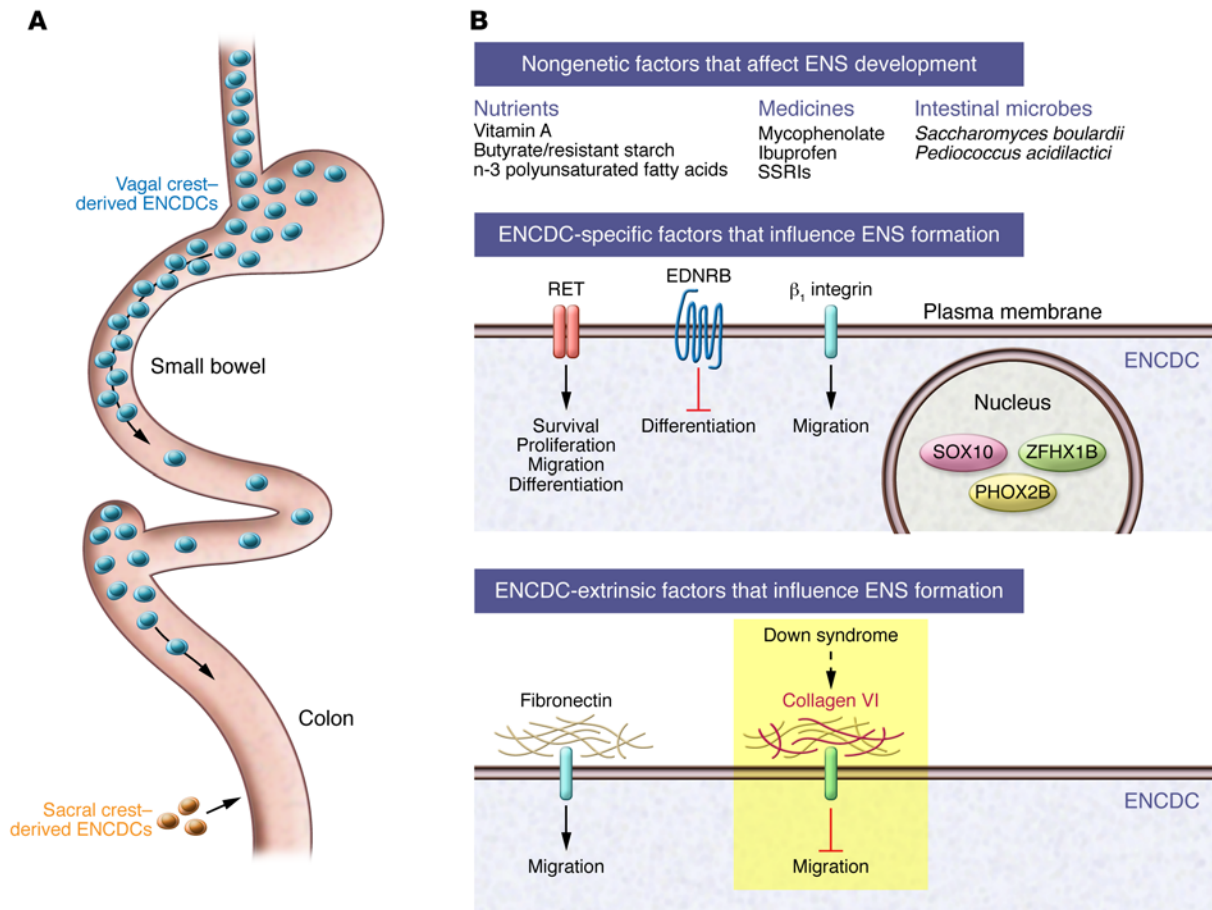 A
Vagal crest–
derived ENCDCs
Small bowel
Colon
Sacral crest–
derived ENCDCs
B
Nongenetic factors that affect ENS development
Nutrients
Vitamin A
Butyrate/resistant starch
n-3 polyunsaturated fatty acids
Medicines
Mycophenolate
Ibuprofen
SSRIs
Intestinal microbes
Saccharomyces boulardii
Pediococcus acidilactici
ENCDC-specific factors that influence ENS formation
RET
EDNRB
β₁ integrin
Plasma membrane
ENCDC
Survival
Proliferation
Migration
Differentiation
Differentiation
Migration
Nucleus
SOX10
ZFHX1B
PHOX2B
ENCDC-extrinsic factors that influence ENS formation
Down syndrome
Fibronectin
Collagen VI
ENCDC
Migration
Migration